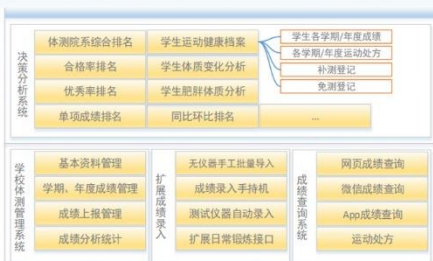 决策分析系统
体测院系综合排名
学生运动健康档案
学生各学期/年度成绩
各学期/年度运动处方
补测登记
免测登记
合格率排名
学生体质变化分析
优秀率排名
学生肥胖体质分析
单项成绩排名
同比环比排名
...
学校体测管理系统
基本资料管理
学期、年度成绩管理
成绩上报管理
成绩分析统计
扩展成绩录入
无仪器手工批量导入
成绩录入手持机
测试仪器自动录入
扩展日常锻炼接口
成绩查询系统
网页成绩查询
微信成绩查询
App成绩查询
运动处方